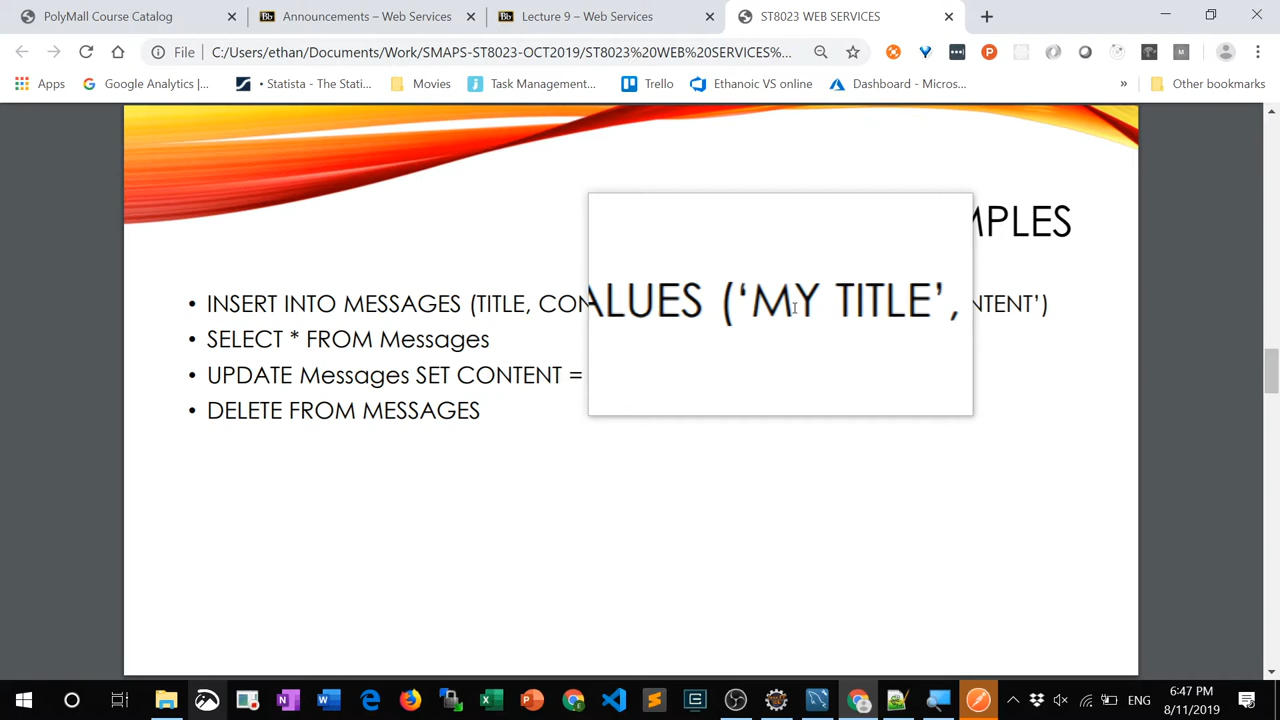 PolyMall Course Catalog
Announcements – Web Services
Lecture 9 – Web Services
ST8023 WEB SERVICES
File C:/Users/ethan/Documents/Work/SMAPS-ST8023-OCT2019/ST8023%20WEB%20SERVICES%...
Apps Google Analytics |... • Statista - The Stati... Movies Task Management... Trello Ethanoic VS online Dashboard - Micros... » Other bookmarks
MPLES
• INSERT INTO MESSAGES (TITLE, CON
ALUES (‘MY TITLE’,
NTENT’)
• SELECT * FROM Messages
• UPDATE Messages SET CONTENT =
• DELETE FROM MESSAGES
ENG
6:47 PM
8/11/2019